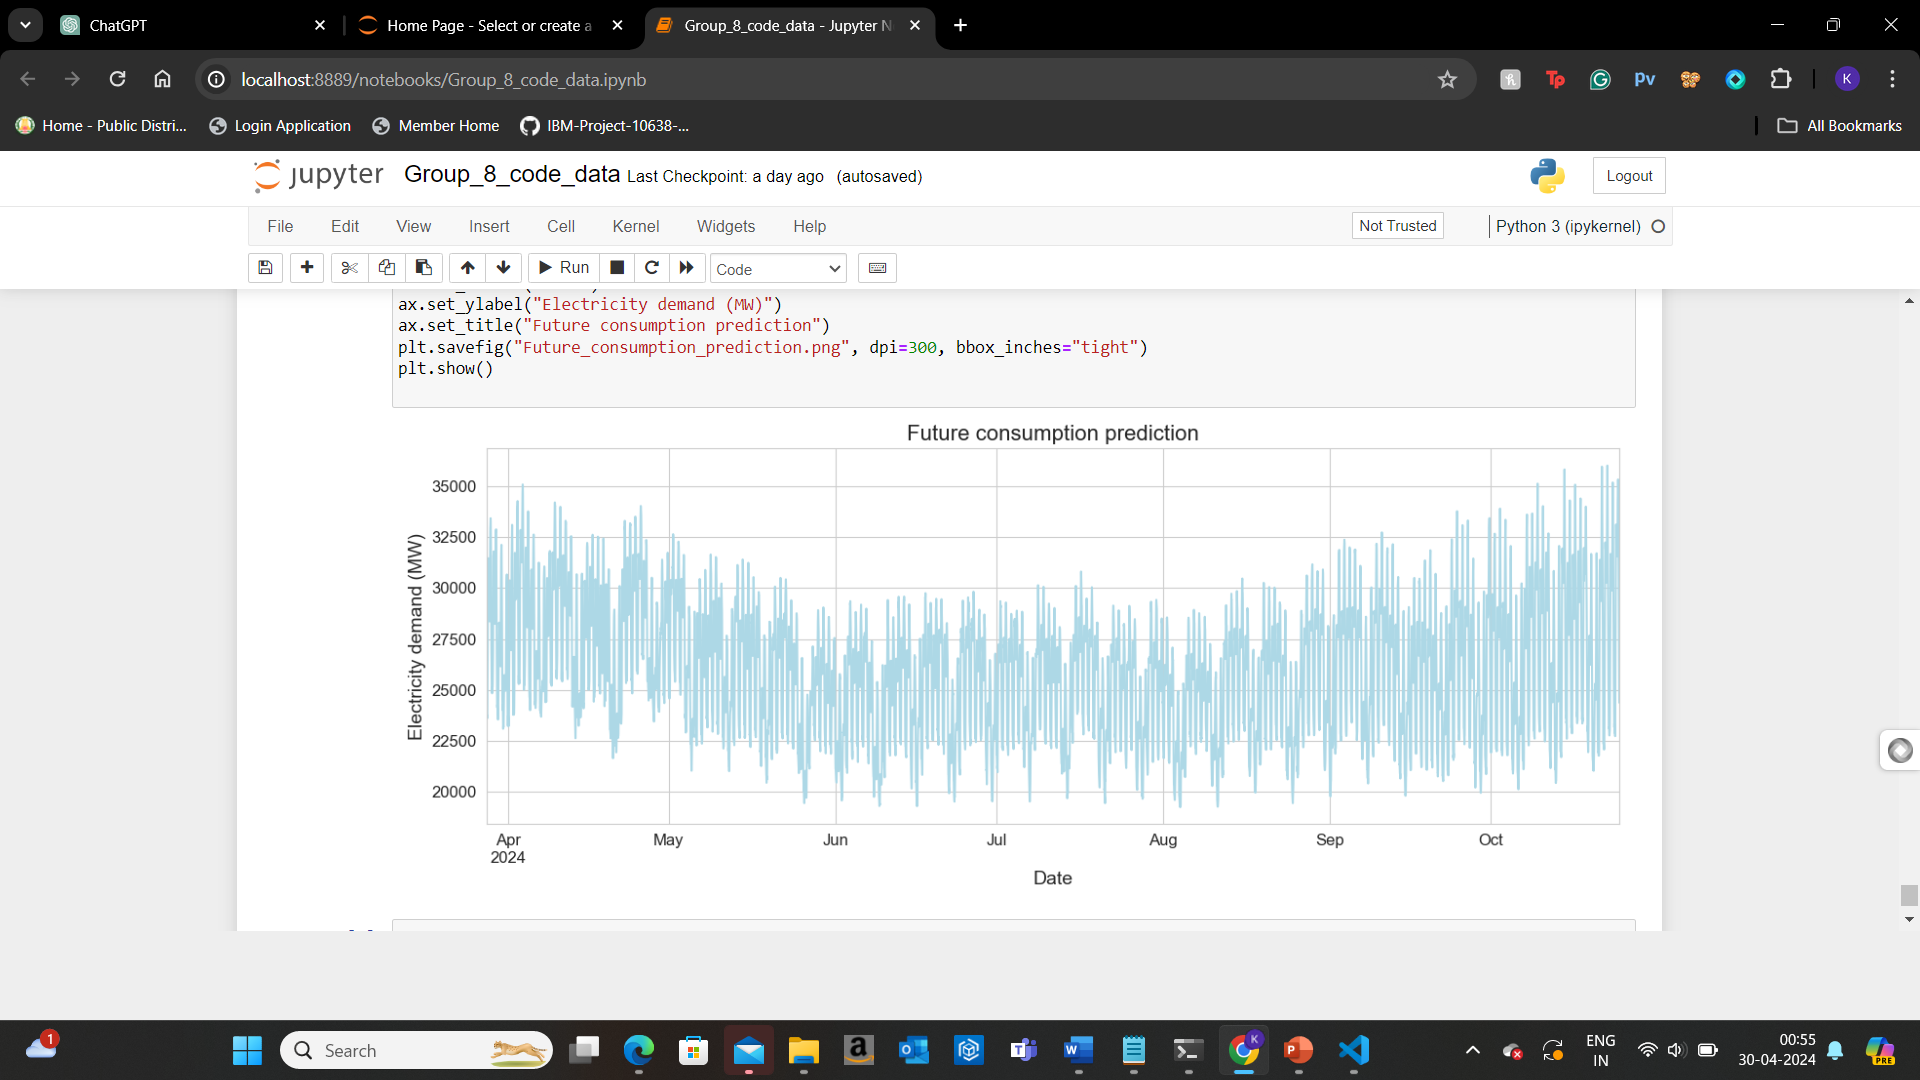 ChatGPT
Home Page - Select or create a
Group_8_code_data - Jupyter N
localhost:8889/notebooks/Group_8_code_data.ipynb
Home - Public Distri...
Login Application
Member Home
IBM-Project-10638-...
All Bookmarks
jupyter Group_8_code_data Last Checkpoint: a day ago (autosaved)
Logout
File Edit View Insert Cell Kernel Widgets Help
Not Trusted
Python 3 (ipykernel)
Run
Code
ax.set_ylabel("Electricity demand (MW)")
ax.set_title("Future consumption prediction")
plt.savefig("Future_consumption_prediction.png", dpi=300, bbox_inches="tight")
plt.show()
Future consumption prediction
Electricity demand (MW)
35000
32500
30000
27500
25000
22500
20000
Apr May Jun Jul Aug Sep Oct
2024
Date
1
Search
ENG
IN
00:55
30-04-2024